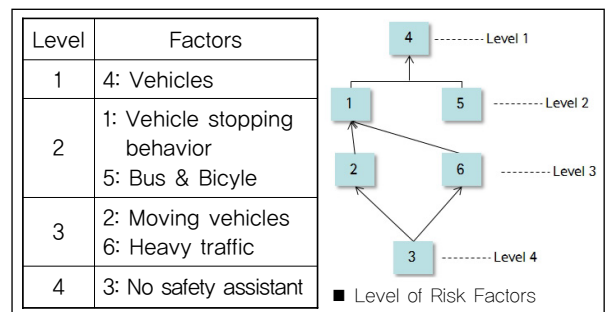 Level Factors
1 4: Vehicles
2 1: Vehicle stopping
behavior
5: Bus & Bicyle
3 2: Moving vehicles
6: Heavy traffic
4 3: No safety assistant
4 -------- Level 1
1 5 -------- Level 2
2 6 -------- Level 3
3 -------- Level 4
■ Level of Risk Factors